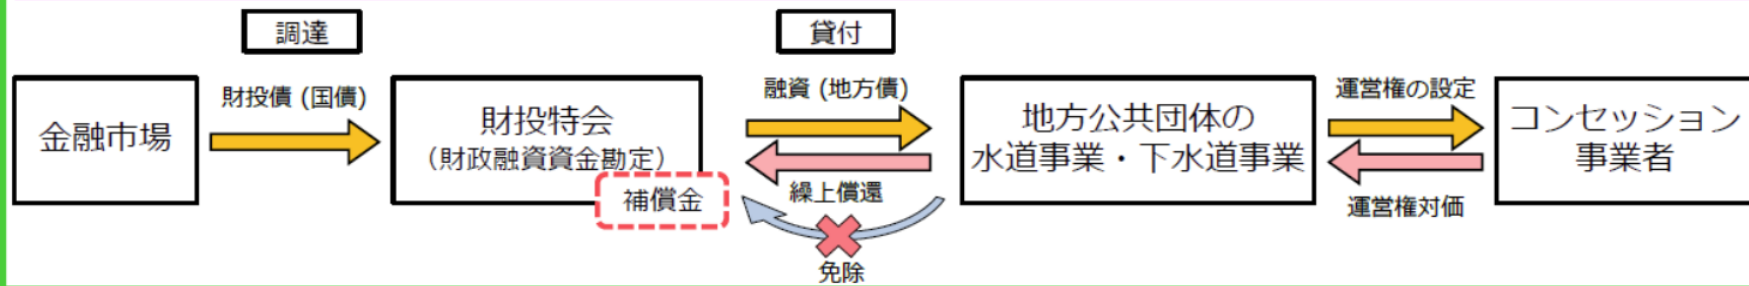 調達
貸付
金融市場
財投債 (国債)
財投特会
（財政融資資金勘定）
補償金
融資 (地方債)
繰上償還
免除
地方公共団体の
水道事業・下水道事業
運営権の設定
運営権対価
コンセッション
事業者